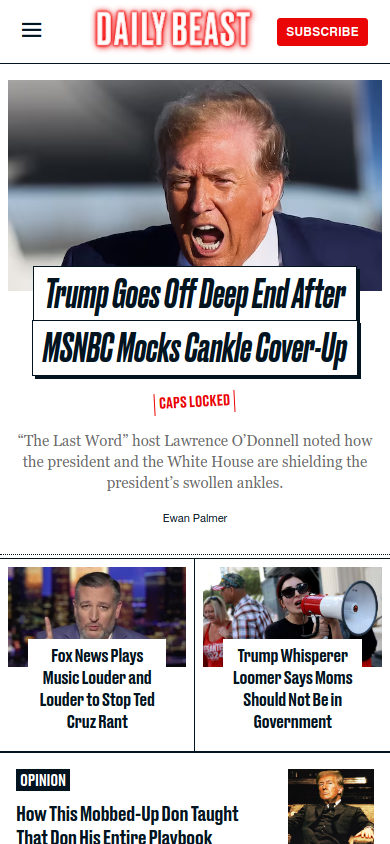 DAILY BEAST
SUBSCRIBE
Trump Goes Off Deep End After
MSNBC Mocks Cankle Cover-Up
CAPS LOCKED
“The Last Word” host Lawrence O’Donnell noted how
the president and the White House are shielding the
president’s swollen ankles.
Ewan Palmer
Fox News Plays
Music Louder and
Louder to Stop Ted
Cruz Rant
Trump Whisperer
Loomer Says Moms
Should Not Be in
Government
OPINION
How This Mobbed-Up Don Taught
That Don His Entire Playbook